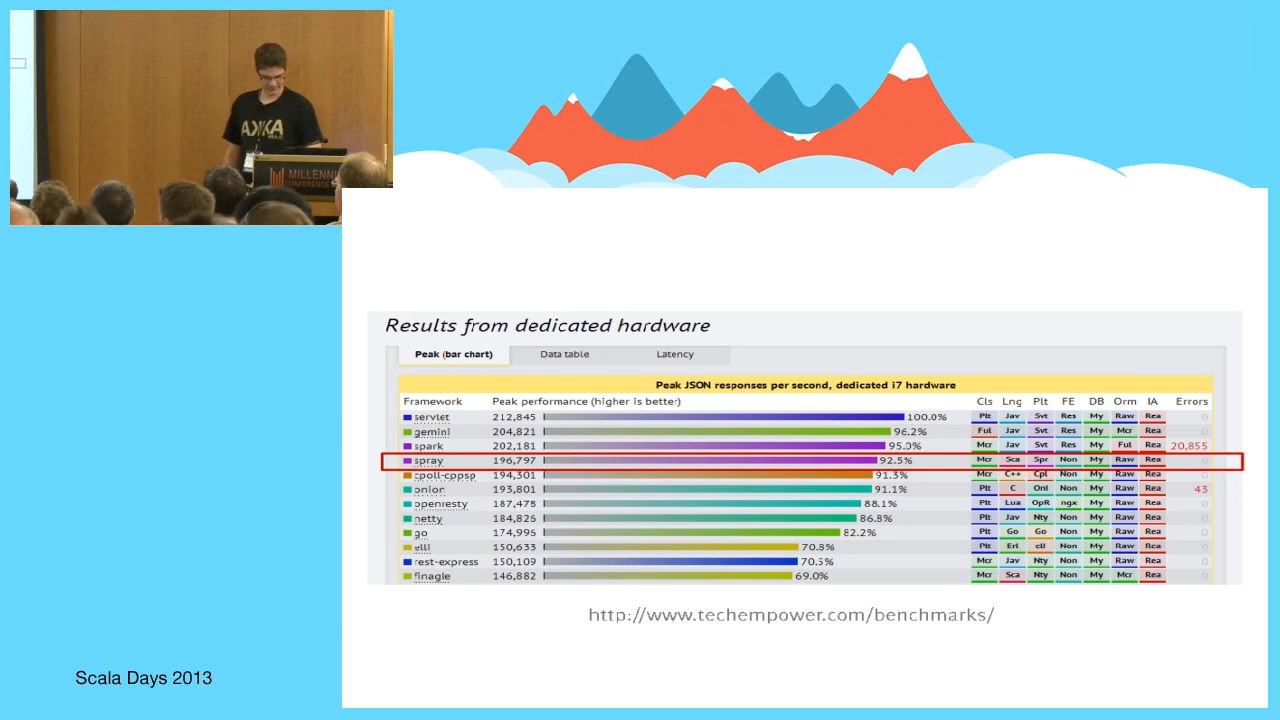 AKKA
MILLENNI
CONFERENCE
Results from dedicated hardware
Peak (bar chart) Data table Latency
Peak JSON responses per second, dedicated i7 hardware
Framework Peak performance (higher is better) Cls Lng Plt FE DB Orm IA Errors
servlet 212,845 100.0% Plt Jav Svt Res My Raw Rea 0
gemini 204,821 96.2% Ful Jav Svt Res My Mcr Rea 0
spark 202,181 95.0% Mcr Jav Svt Res My Ful Rea 20,855
spray 196,797 92.5% Mcr Sca Spr Non My Raw Rea 0
cpoll-cppsp 194,301 91.3% Mcr C++ Cpl Non My Raw Rea 0
onion 193,801 91.1% Plt C Onl Non My Raw Rea 43
openresty 187,478 88.1% Plt Lua OpR ngx My Raw Rea 0
netty 184,826 86.8% Plt Jav Nty Non My Raw Rea 0
go 174,996 82.2% Plt Go Go Non My Raw Rea 0
elli 150,633 70.8% Plt Erl eli Non My Raw Rea 0
rest-express 150,109 70.5% Mcr Jav Nty Non My Raw Rea 0
finagle 146,882 69.0% Mcr Sca Nty Non My Mcr Rea 0
http://www.techempower.com/benchmarks/
Scala Days 2013